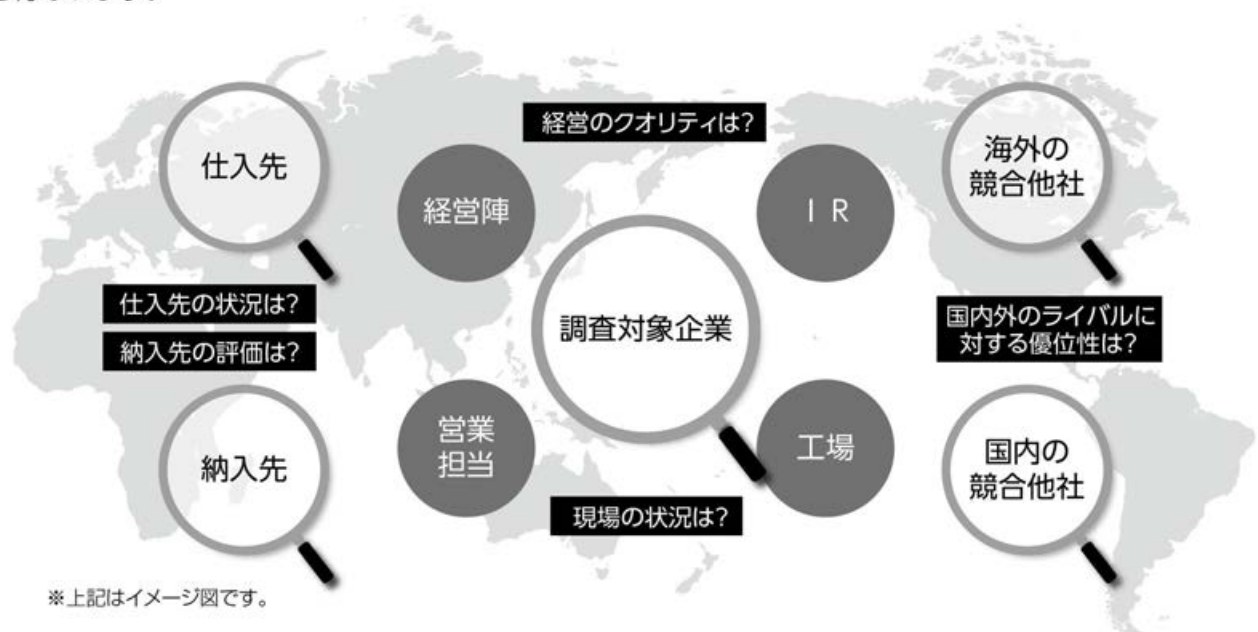 経営のクオリティは?
仕入先
経営陣
ＩＲ
海外の
競合他社
仕入先の状況は?
納入先の評価は?
調査対象企業
国内外のライバルに
対する優位性は?
納入先
営業
担当
工場
国内の
競合他社
現場の状況は?
※上記はイメージ図です。